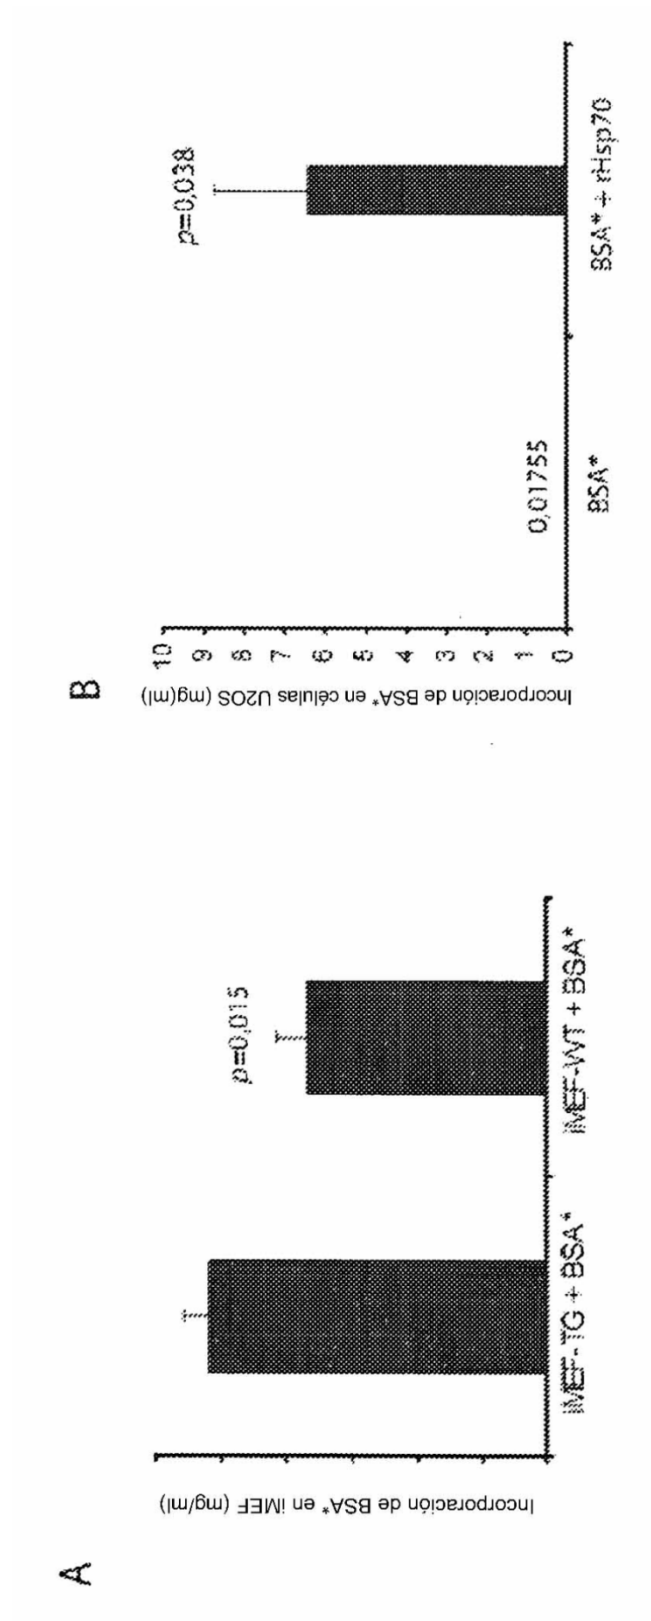 A
Incorporación de BSA* en iMEF (mg/ml)
p=0,015
iMEF-TG + BSA*
iMEF-WT + BSA*
B
Incorporación de BSA* en células U2OS (mg(ml)
10
9
8
7
6
5
4
3
2
1
0
0,01755
p=0,038
BSA*
BSA* + rHsp70